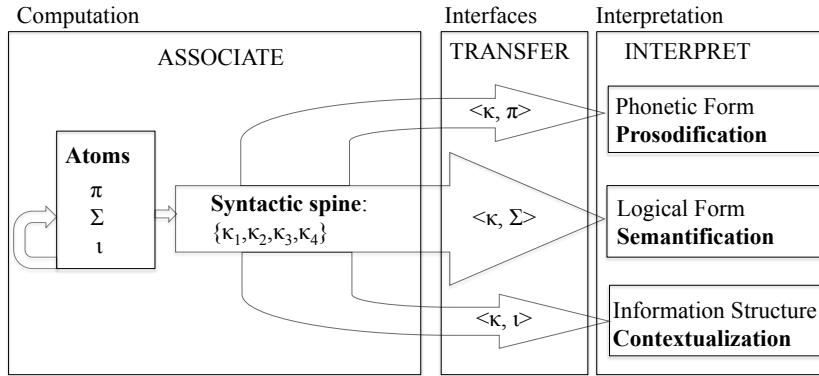 Computation
Interfaces
Interpretation
ASSOCIATE
TRANSFER
INTERPRET
Atoms
π
Σ
ι
Syntactic spine:
{κ₁,κ₂,κ₃,κ₄}
<κ, π>
<κ, Σ>
<κ, ι>
Phonetic Form
Prosodification
Logical Form
Semantification
Information Structure
Contextualization